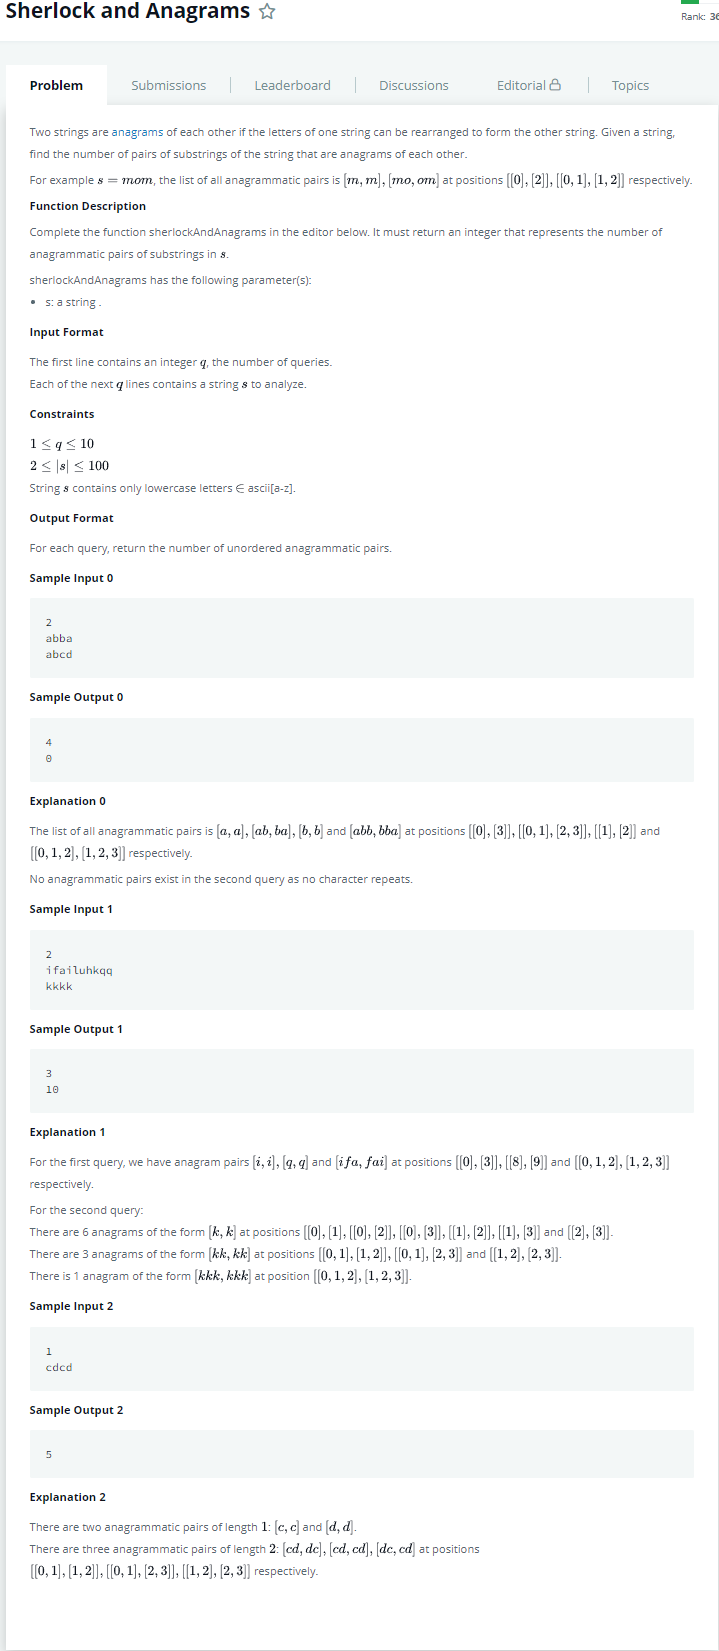 Sherlock and Anagrams
Rank: 36
Problem
Submissions
Leaderboard
Discussions
Editorial
Topics
Two strings are anagrams of each other if the letters of one string can be rearranged to form the other string. Given a string,
find the number of pairs of substrings of the string that are anagrams of each other.
For example s = mom, the list of all anagrammatic pairs is [m, m], [mo, om] at positions [[0], [2]], [[0, 1], [1, 2]] respectively.
Function Description
Complete the function sherlockAndAnagrams in the editor below. It must return an integer that represents the number of
anagrammatic pairs of substrings in s.
sherlockAndAnagrams has the following parameter(s):
• s: a string .
Input Format
The first line contains an integer q, the number of queries.
Each of the next q lines contains a string s to analyze.
Constraints
1 ≤ q ≤ 10
2 ≤ |s| ≤ 100
String s contains only lowercase letters ∈ ascii[a-z].
Output Format
For each query, return the number of unordered anagrammatic pairs.
Sample Input 0
2
abba
abcd
Sample Output 0
4
0
Explanation 0
The list of all anagrammatic pairs is [a, a], [ab, ba], [b, b] and [abb, bba] at positions [[0], [3]], [[0, 1], [2, 3]], [[1], [2]] and
[[0, 1, 2], [1, 2, 3]] respectively.
No anagrammatic pairs exist in the second query as no character repeats.
Sample Input 1
2
ifailuhkqq
kkkk
Sample Output 1
3
10
Explanation 1
For the first query, we have anagram pairs [i, i], [q, q] and [ifa, fai] at positions [[0], [3]], [[8], [9]] and [[0, 1, 2], [1, 2, 3]]
respectively.
For the second query:
There are 6 anagrams of the form [k, k] at positions [[0], [1], [[0], [2]], [[0], [3]], [[1], [2]], [[1], [3]] and [[2], [3]].
There are 3 anagrams of the form [kk, kk] at positions [[0, 1], [1, 2]], [[0, 1], [2, 3]] and [[1, 2], [2, 3]].
There is 1 anagram of the form [kkk, kkk] at position [[0, 1, 2], [1, 2, 3]].
Sample Input 2
1
cdcd
Sample Output 2
5
Explanation 2
There are two anagrammatic pairs of length 1: [c, c] and [d, d].
There are three anagrammatic pairs of length 2: [cd, dc], [cd, cd], [dc, cd] at positions
[[0, 1], [1, 2]], [[0, 1], [2, 3]], [[1, 2], [2, 3]] respectively.